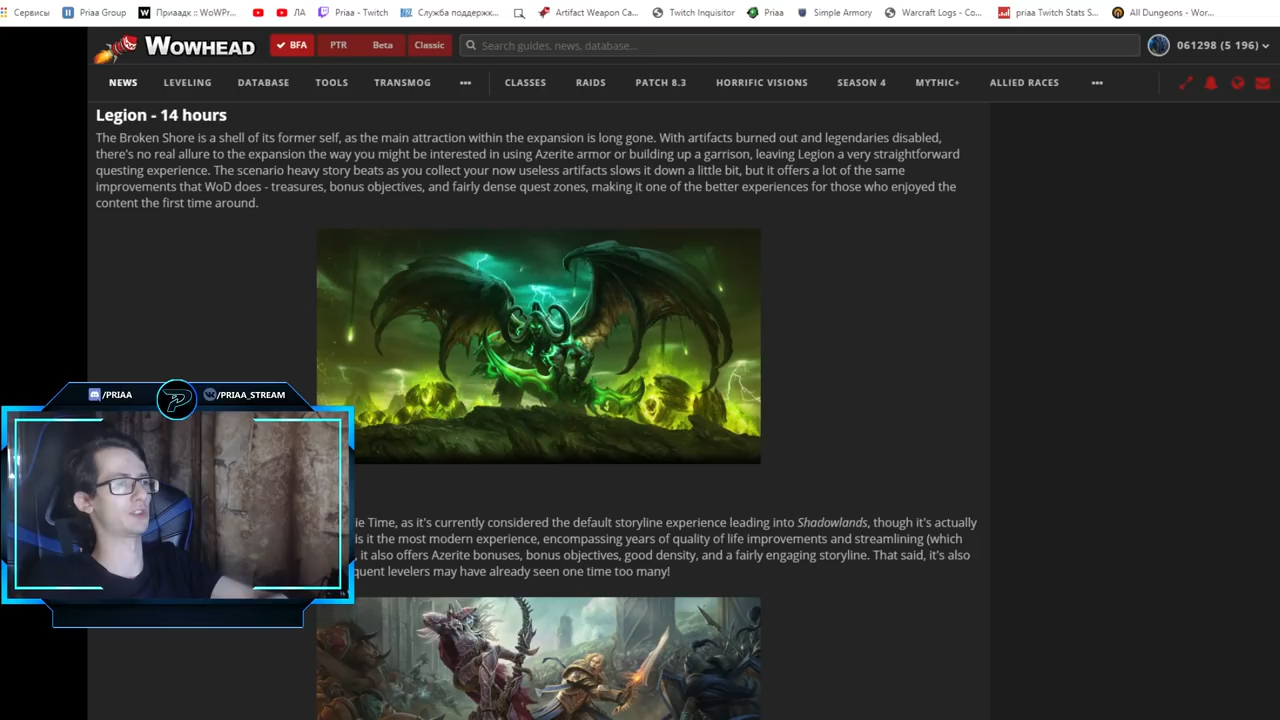 Сервисы Priaa Group Приаадк :: WoWPr... ЛА Priaa - Twitch Служба поддержк... Artifact Weapon Ca... Twitch Inquisitor Priaa Simple Armory Warcraft Logs - Co... priaa Twitch Stats S... All Dungeons - Wor...
WOWHEAD BFA PTR Beta Classic Search guides, news, database... 061298 (5 196)
NEWS LEVELING DATABASE TOOLS TRANSMOG ••• CLASSES RAIDS PATCH 8.3 HORRIFIC VISIONS SEASON 4 MYTHIC+ ALLIED RACES •••
Legion - 14 hours
The Broken Shore is a shell of its former self, as the main attraction within the expansion is long gone. With artifacts burned out and legendaries disabled,
there's no real allure to the expansion the way you might be interested in using Azerite armor or building up a garrison, leaving Legion a very straightforward
questing experience. The scenario heavy story beats as you collect your now useless artifacts slows it down a little bit, but it offers a lot of the same
improvements that WoD does - treasures, bonus objectives, and fairly dense quest zones, making it one of the better experiences for those who enjoyed the
content the first time around.
/PRIAA /PRIAA_STREAM
ie Time, as it's currently considered the default storyline experience leading into Shadowlands, though it's actually
is it the most modern experience, encompassing years of quality of life improvements and streamlining (which
it also offers Azerite bonuses, bonus objectives, good density, and a fairly engaging storyline. That said, it's also
quent levelers may have already seen one time too many!